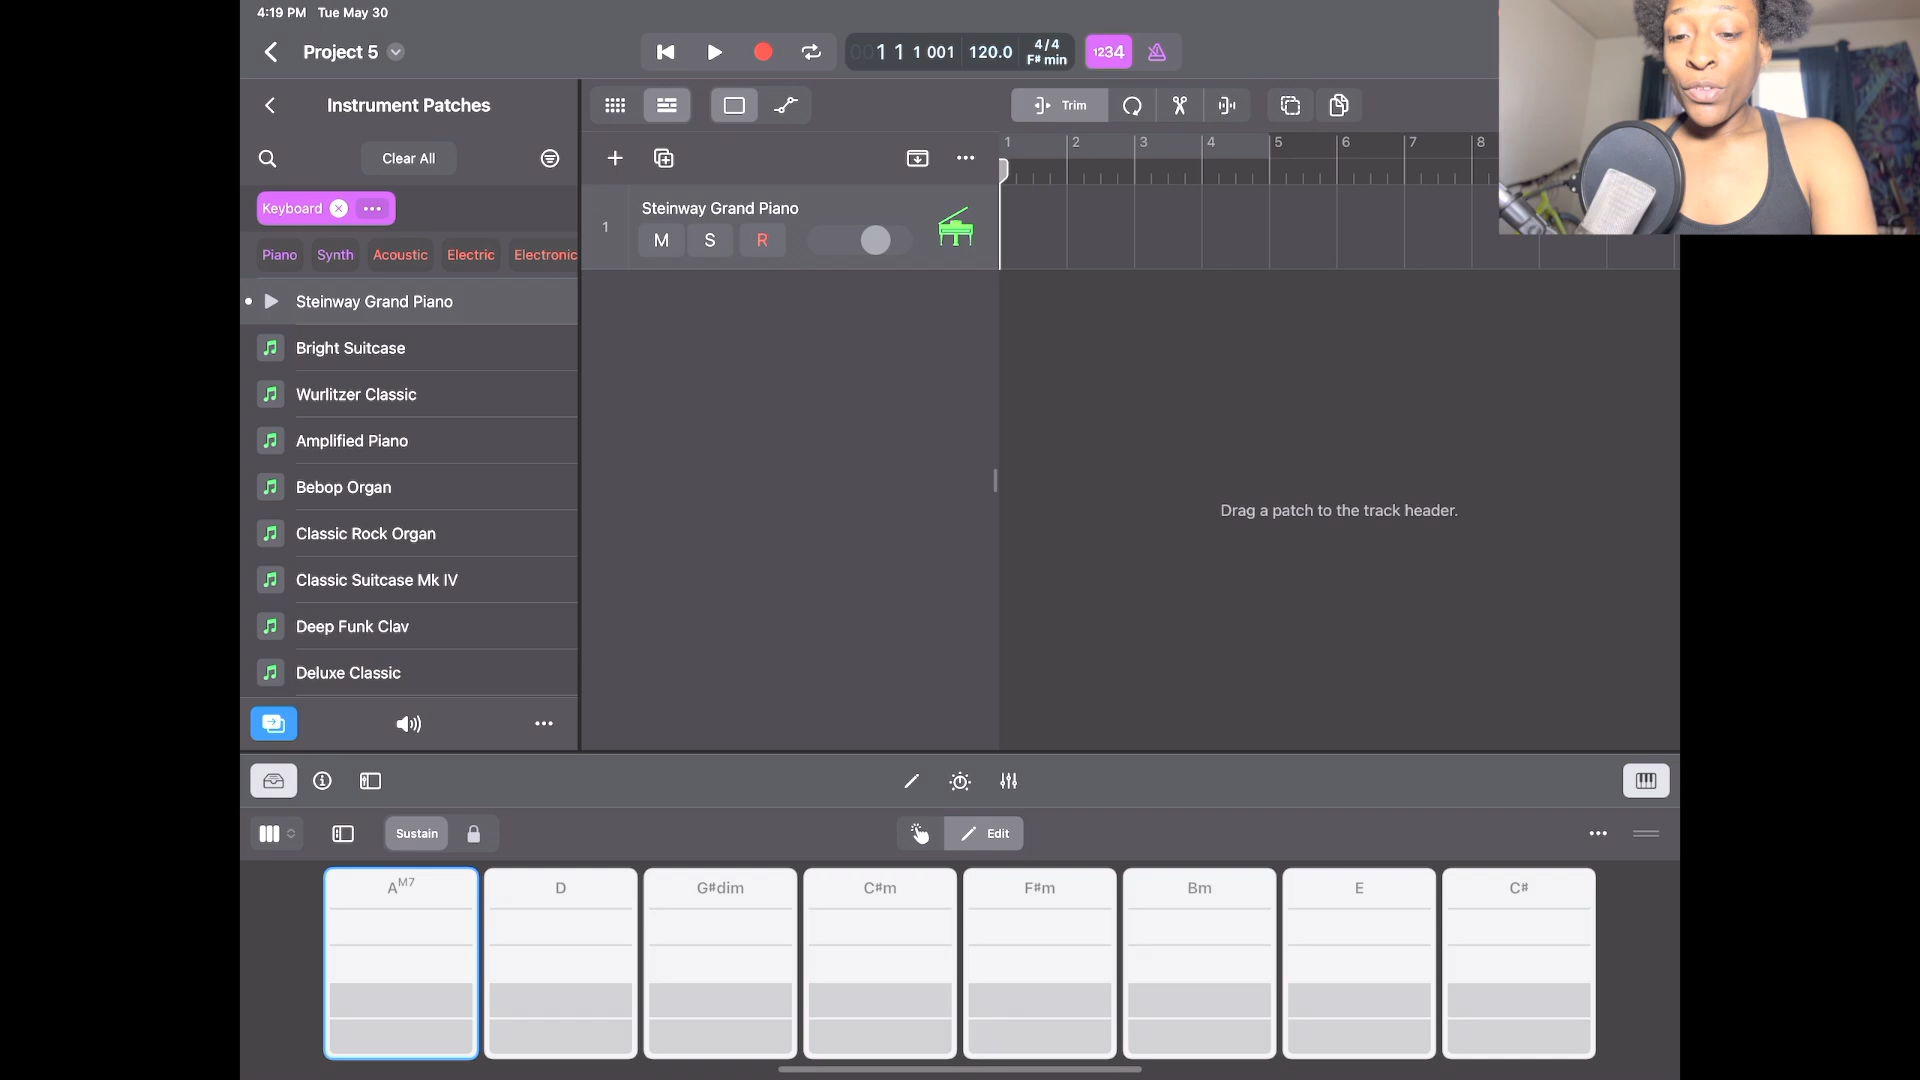 4:19 PM Tue May 30
Project 5
001 1 1 001 120.0 4/4 F# min 1234
Instrument Patches
Trim
1 2 3 4 5 6 7 8
Clear All
Keyboard
Piano Synth Acoustic Electric Electronic
1 Steinway Grand Piano
M S R
Steinway Grand Piano
Bright Suitcase
Wurlitzer Classic
Amplified Piano
Bebop Organ
Classic Rock Organ
Classic Suitcase Mk IV
Deep Funk Clav
Deluxe Classic
Drag a patch to the track header.
Sustain
Edit
AM7 D G#dim C#m F#m Bm E C#